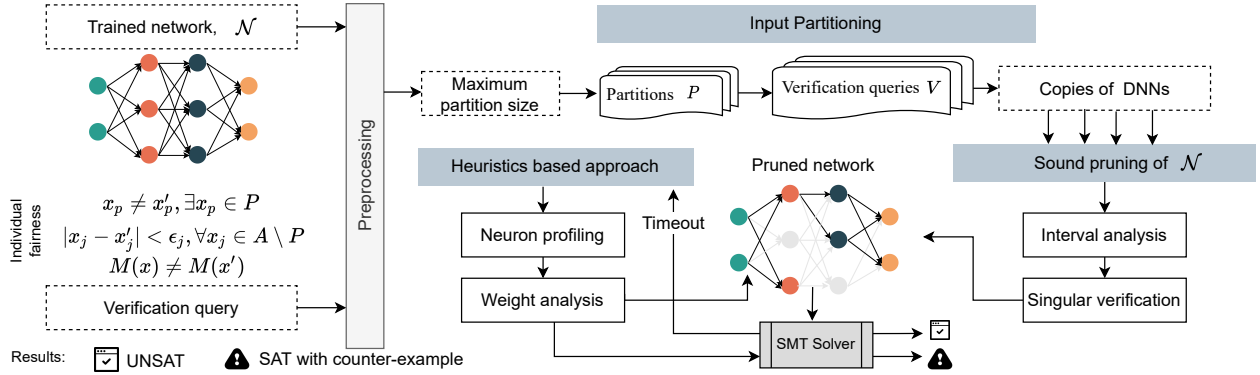 Trained network, 𝒩
Individual
fairness
x_p ≠ x'_p, ∃x_p ∈ P
|x_j − x'_j| < ϵ_j, ∀x_j ∈ A \ P
M(x) ≠ M(x')
Verification query
Results:
UNSAT
SAT with counter-example
Preprocessing
Maximum
partition size
Input Partitioning
Partitions P
Verification queries V
Copies of DNNs
Sound pruning of 𝒩
Interval analysis
Singular verification
Heuristics based approach
Neuron profiling
Weight analysis
Timeout
Pruned network
SMT Solver